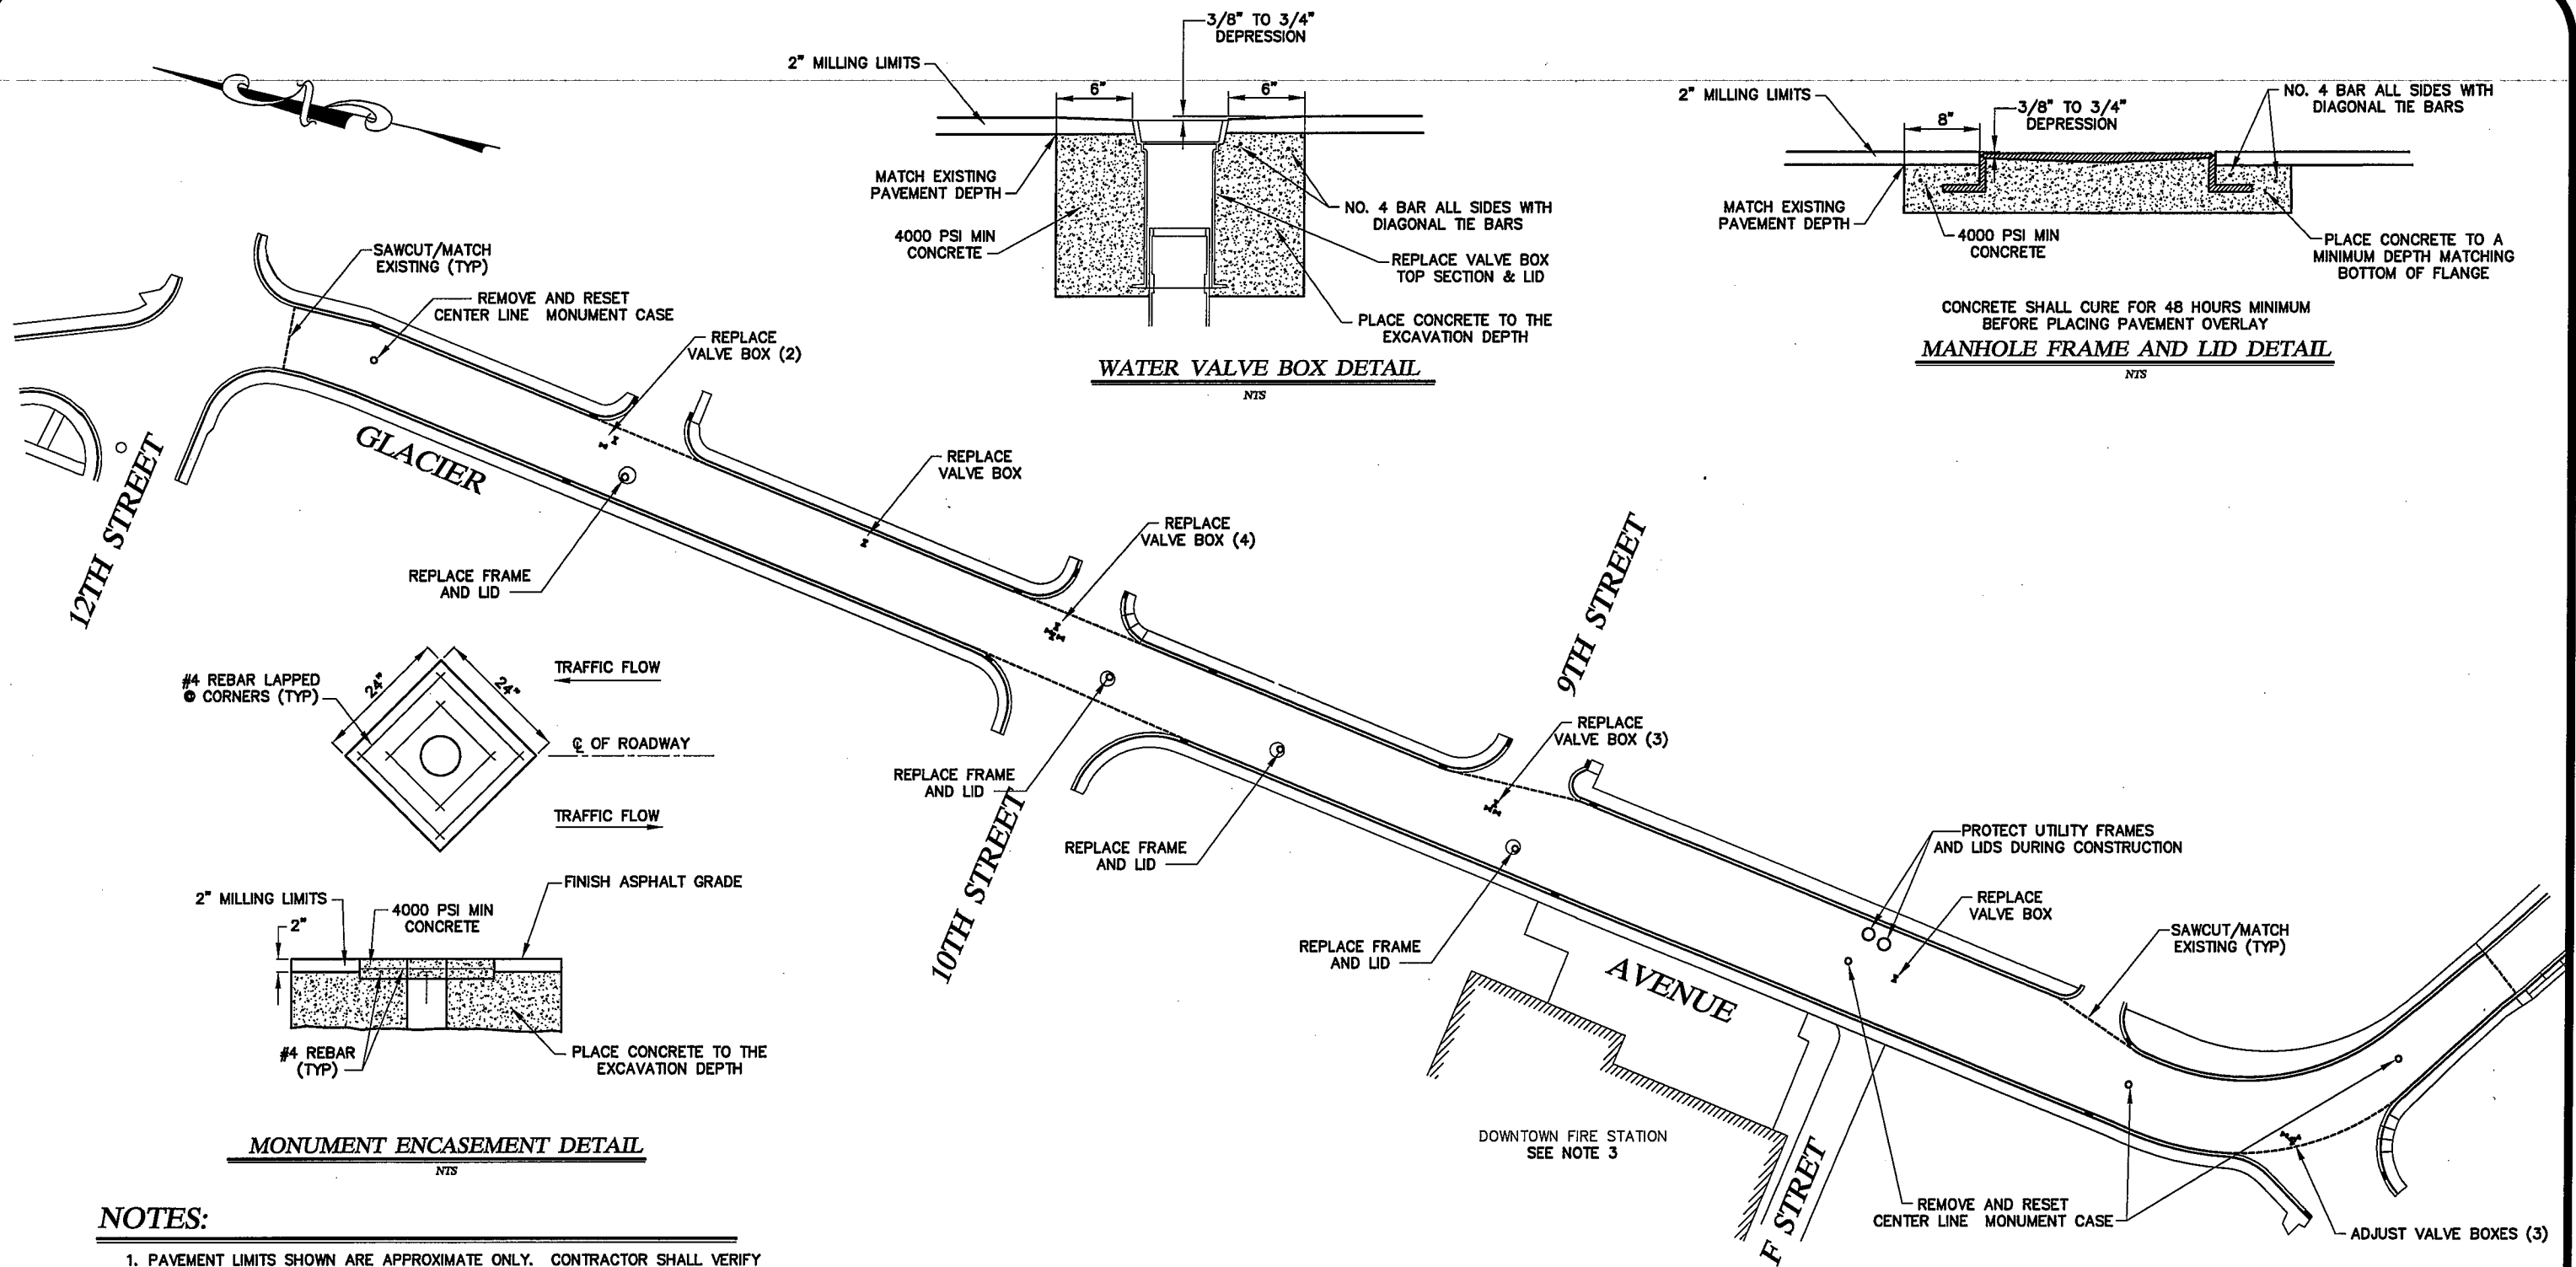 3/8" TO 3/4"
DEPRESSION
2" MILLING LIMITS
6"
6"
MATCH EXISTING
PAVEMENT DEPTH
4000 PSI MIN
CONCRETE
NO. 4 BAR ALL SIDES WITH
DIAGONAL TIE BARS
REPLACE VALVE BOX
TOP SECTION & LID
PLACE CONCRETE TO THE
EXCAVATION DEPTH
WATER VALVE BOX DETAIL
NTS
2" MILLING LIMITS
8"
3/8" TO 3/4"
DEPRESSION
NO. 4 BAR ALL SIDES WITH
DIAGONAL TIE BARS
MATCH EXISTING
PAVEMENT DEPTH
4000 PSI MIN
CONCRETE
PLACE CONCRETE TO A
MINIMUM DEPTH MATCHING
BOTTOM OF FLANGE
CONCRETE SHALL CURE FOR 48 HOURS MINIMUM
BEFORE PLACING PAVEMENT OVERLAY
MANHOLE FRAME AND LID DETAIL
NTS
SAWCUT/MATCH
EXISTING (TYP)
REMOVE AND RESET
CENTER LINE MONUMENT CASE
REPLACE
VALVE BOX (2)
GLACIER
12TH STREET
REPLACE
VALVE BOX
REPLACE
VALVE BOX (4)
REPLACE FRAME
AND LID
9TH STREET
REPLACE
VALVE BOX (3)
REPLACE FRAME
AND LID
10TH STREET
REPLACE FRAME
AND LID
REPLACE FRAME
AND LID
PROTECT UTILITY FRAMES
AND LIDS DURING CONSTRUCTION
REPLACE
VALVE BOX
SAWCUT/MATCH
EXISTING (TYP)
AVENUE
DOWNTOWN FIRE STATION
SEE NOTE 3
F STRET
REMOVE AND RESET
CENTER LINE MONUMENT CASE
ADJUST VALVE BOXES (3)
#4 REBAR LAPPED
@ CORNERS (TYP)
24"
24"
TRAFFIC FLOW
℄ OF ROADWAY
TRAFFIC FLOW
FINISH ASPHALT GRADE
2" MILLING LIMITS
4000 PSI MIN
CONCRETE
2"
#4 REBAR
(TYP)
PLACE CONCRETE TO THE
EXCAVATION DEPTH
MONUMENT ENCASEMENT DETAIL
NTS
NOTES:
1. PAVEMENT LIMITS SHOWN ARE APPROXIMATE ONLY. CONTRACTOR SHALL VERIFY